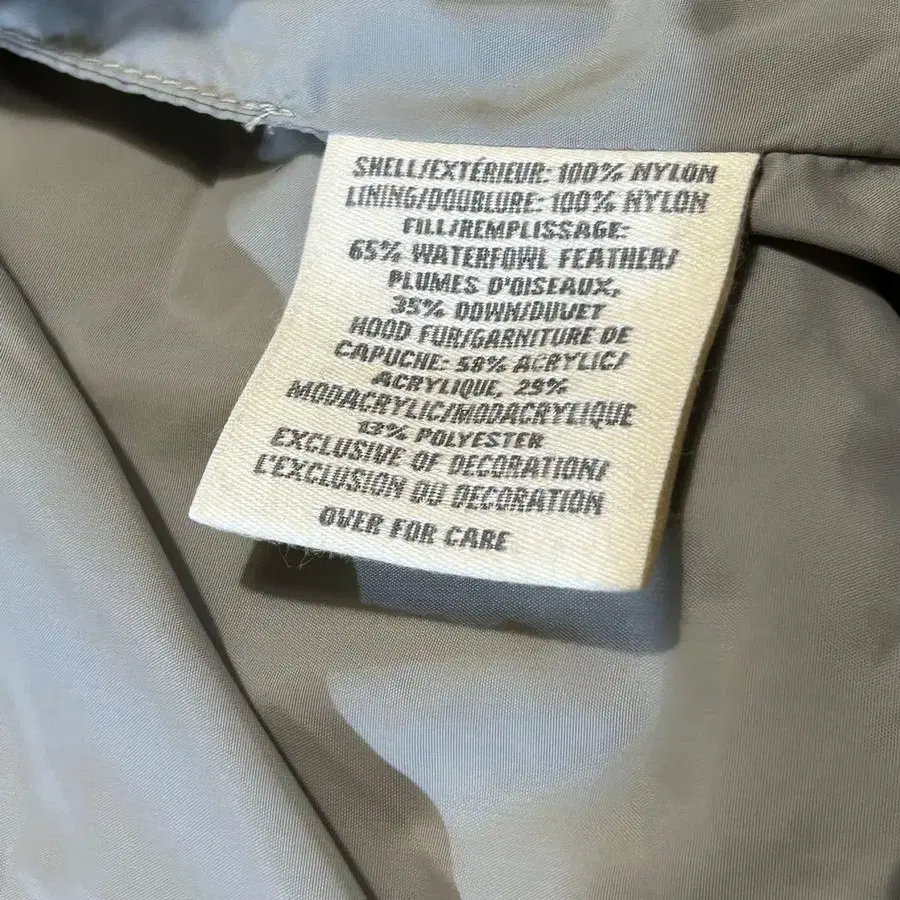 SHELL/EXTÉRIEUR: 100% NYLON
LINING/DOUBLURE: 100% NYLON
FILL/REMPLISSAGE:
65% WATERFOWL FEATHER/
PLUMES D'OISEAUX,
35% DOWN/DUVET
HOOD FUR/GARNITURE DE
CAPUCHE: 58% ACRYLIC/
ACRYLIQUE, 29%
MODACRYLIC/MODACRYLIQUE
13% POLYESTER
EXCLUSIVE OF DECORATION/
L'EXCLUSION DU DECORATION
OVER FOR CARE